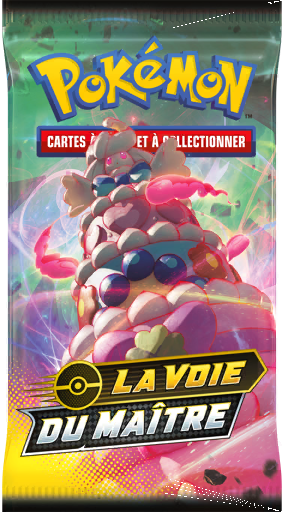 POKÉMON
CARTES À ET À COLLECTIONNER
LA VOIE
DU MAÎTRE